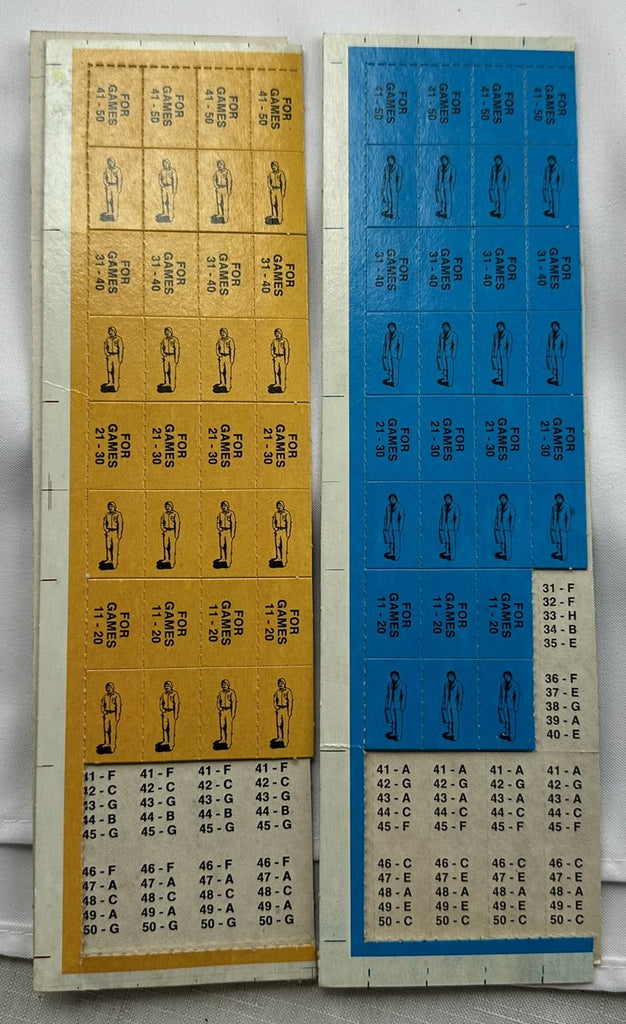 FOR
GAMES
41 - 50
FOR
GAMES
41 - 50
FOR
GAMES
41 - 50
FOR
GAMES
41 - 50
FOR
GAMES
31 - 40
FOR
GAMES
31 - 40
FOR
GAMES
31 - 40
FOR
GAMES
31 - 40
FOR
GAMES
21 - 30
FOR
GAMES
21 - 30
FOR
GAMES
21 - 30
FOR
GAMES
21 - 30
FOR
GAMES
11 - 20
FOR
GAMES
11 - 20
FOR
GAMES
11 - 20
FOR
GAMES
11 - 20
41 - F 41 - F 41 - F 41 - F
42 - C 42 - C 42 - C 42 - C
43 - G 43 - G 43 - G 43 - G
44 - B 44 - B 44 - B 44 - B
45 - G 45 - G 45 - G 45 - G
46 - F 46 - F 46 - F 46 - F
47 - A 47 - A 47 - A 47 - A
48 - C 48 - C 48 - C 48 - C
49 - A 49 - A 49 - A 49 - A
50 - G 50 - G 50 - G 50 - G
FOR
GAMES
41 - 50
FOR
GAMES
41 - 50
FOR
GAMES
41 - 50
FOR
GAMES
41 - 50
FOR
GAMES
31 - 40
FOR
GAMES
31 - 40
FOR
GAMES
31 - 40
FOR
GAMES
31 - 40
FOR
GAMES
21 - 30
FOR
GAMES
21 - 30
FOR
GAMES
21 - 30
FOR
GAMES
21 - 30
FOR
GAMES
11 - 20
FOR
GAMES
11 - 20
FOR
GAMES
11 - 20
31 - F
32 - F
33 - H
34 - B
35 - E
36 - F
37 - E
38 - G
39 - A
40 - E
41 - A 41 - A 41 - A 41 - A
42 - G 42 - G 42 - G 42 - G
43 - A 43 - A 43 - A 43 - A
44 - C 44 - C 44 - C 44 - C
45 - F 45 - F 45 - F 45 - F
46 - C 46 - C 46 - C 46 - C
47 - E 47 - E 47 - E 47 - E
48 - A 48 - A 48 - A 48 - A
49 - E 49 - E 49 - E 49 - E
50 - C 50 - C 50 - C 50 - C